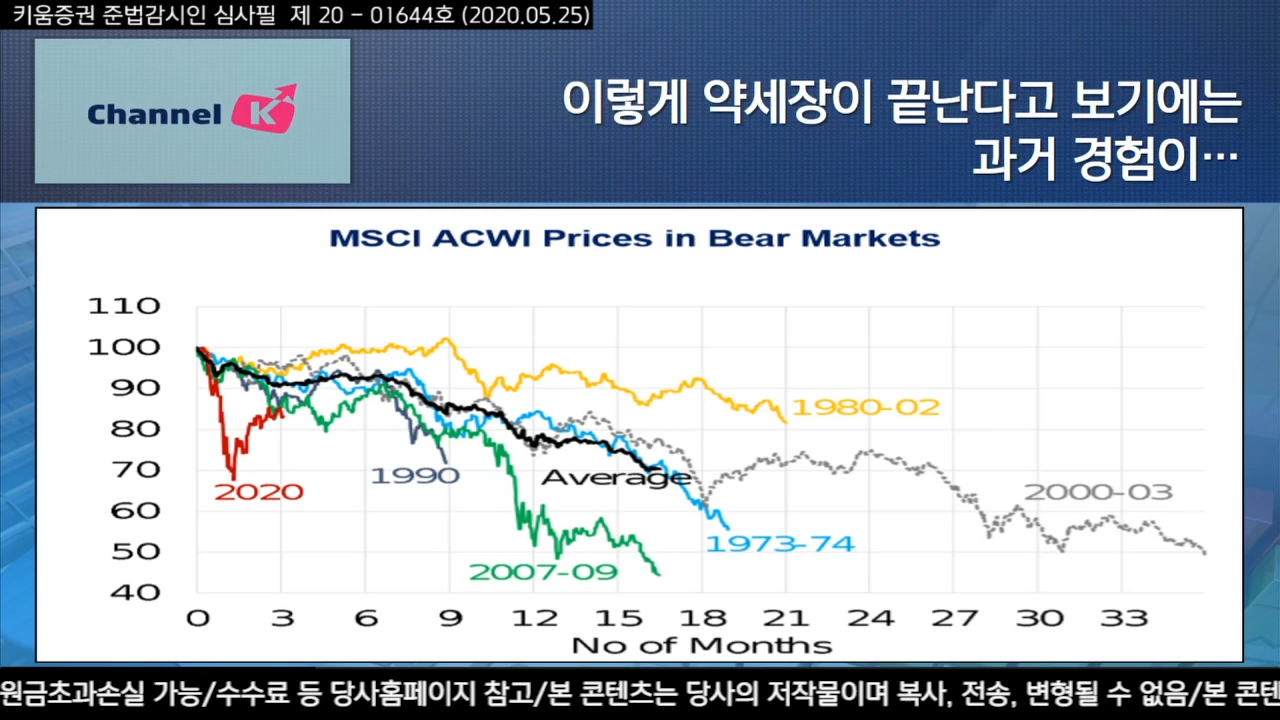 키움증권 준법감시인 심사필 제 20 - 01644호 (2020.05.25)
Channel K
이렇게 약세장이 끝난다고 보기에는
과거 경험이…
MSCI ACWI Prices in Bear Markets
110
100
90
80
70
60
50
40
1980-02
1990
Average
2020
2000-03
1973-74
2007-09
0 3 6 9 12 15 18 21 24 27 30 33
No of Months
원금초과손실 가능/수수료 등 당사홈페이지 참고/본 콘텐츠는 당사의 저작물이며 복사, 전송, 변형될 수 없음/본 콘텐